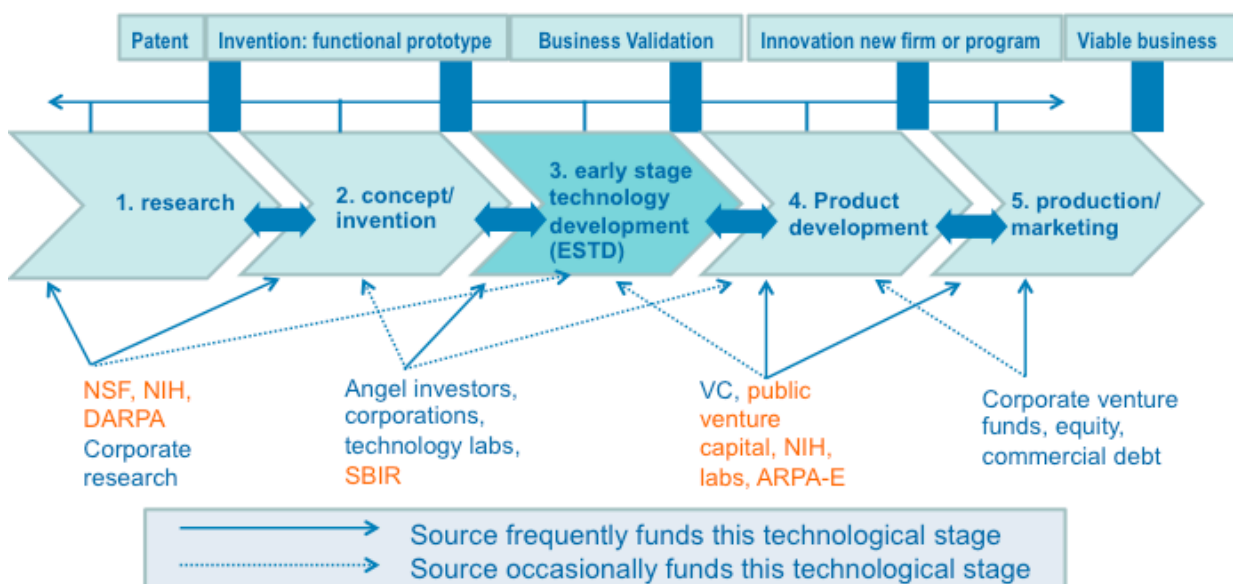 Patent
Invention: functional prototype
Business Validation
Innovation new firm or program
Viable business
1. research
2. concept/
invention
3. early stage
technology
development
(ESTD)
4. Product
development
5. production/
marketing
NSF, NIH,
DARPA
Corporate
research
Angel investors,
corporations,
technology labs,
SBIR
VC, public
venture
capital, NIH,
labs, ARPA-E
Corporate venture
funds, equity,
commercial debt
Source frequently funds this technological stage
Source occasionally funds this technological stage